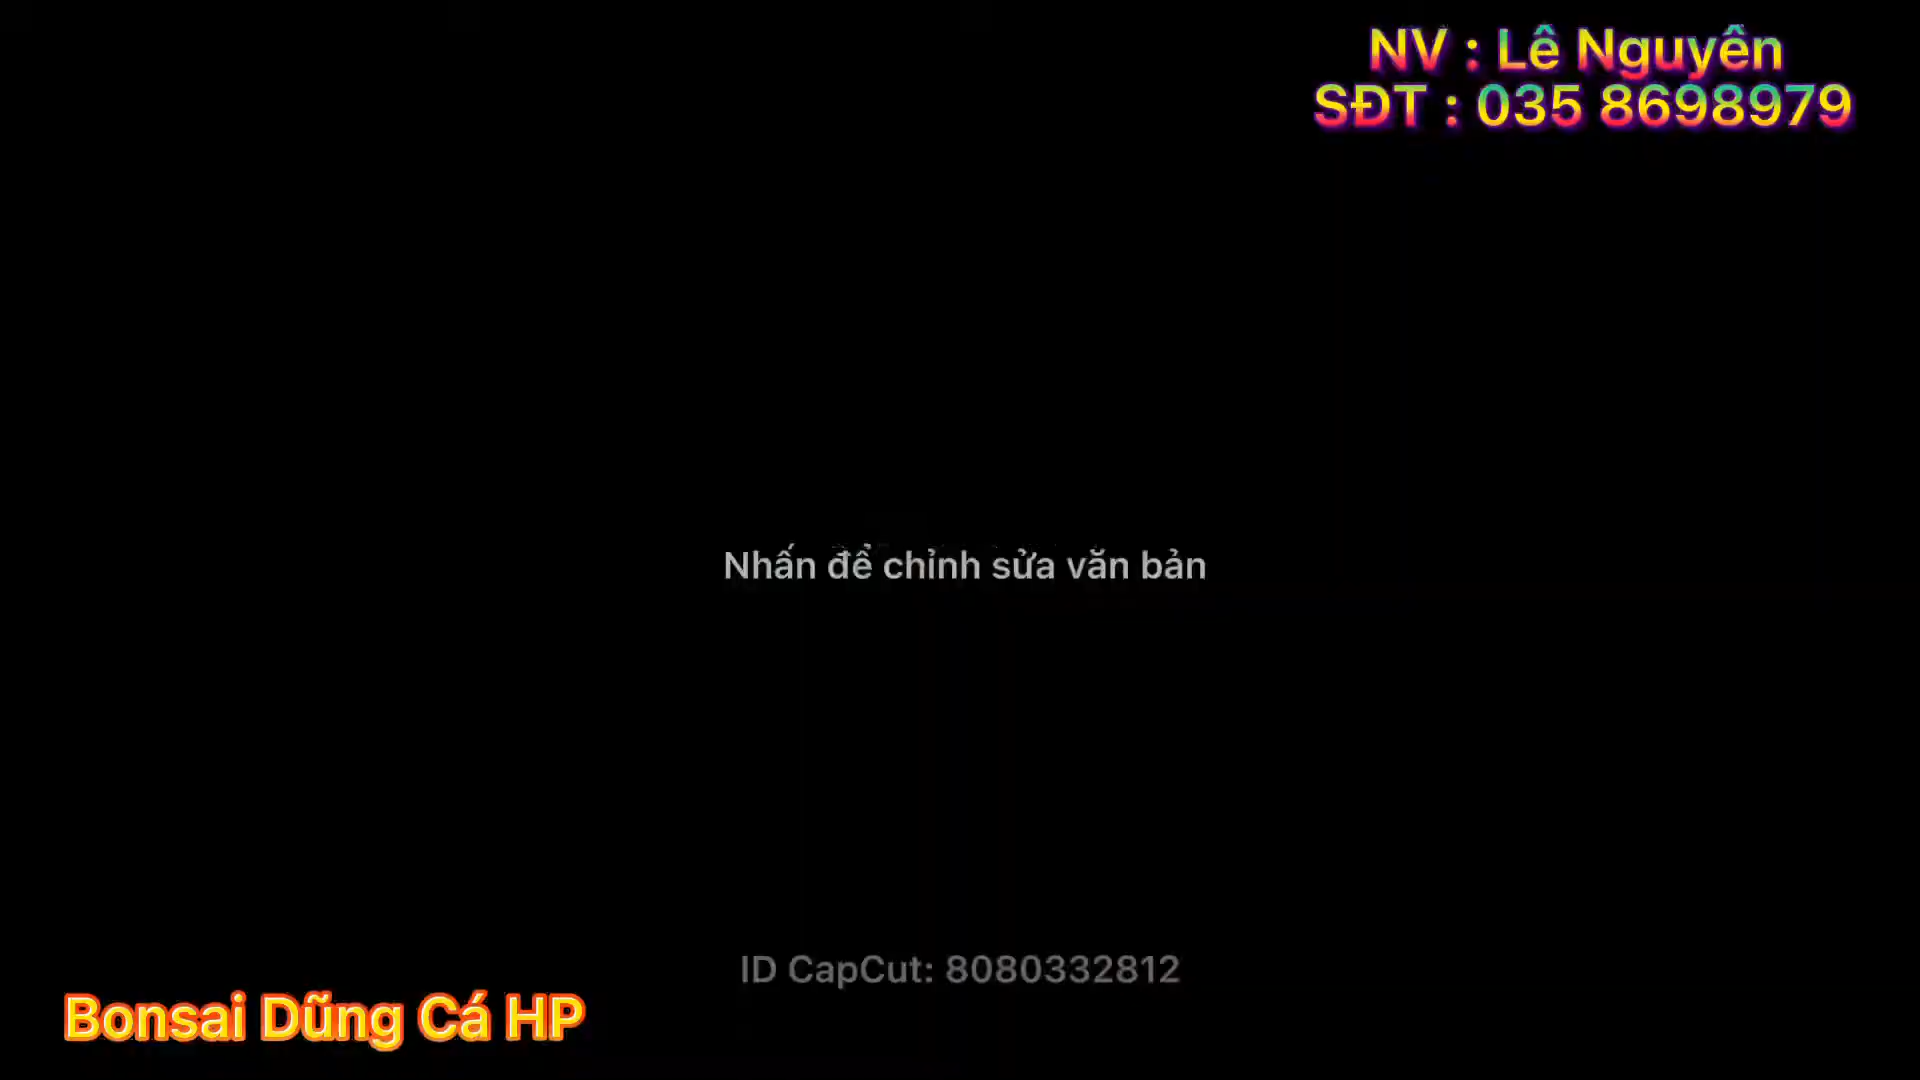 NV : Lê Nguyên
SĐT : 035 8698979
Nhấn để chỉnh sửa văn bản
ID CapCut: 8080332812
Bonsai Dũng Cá HP